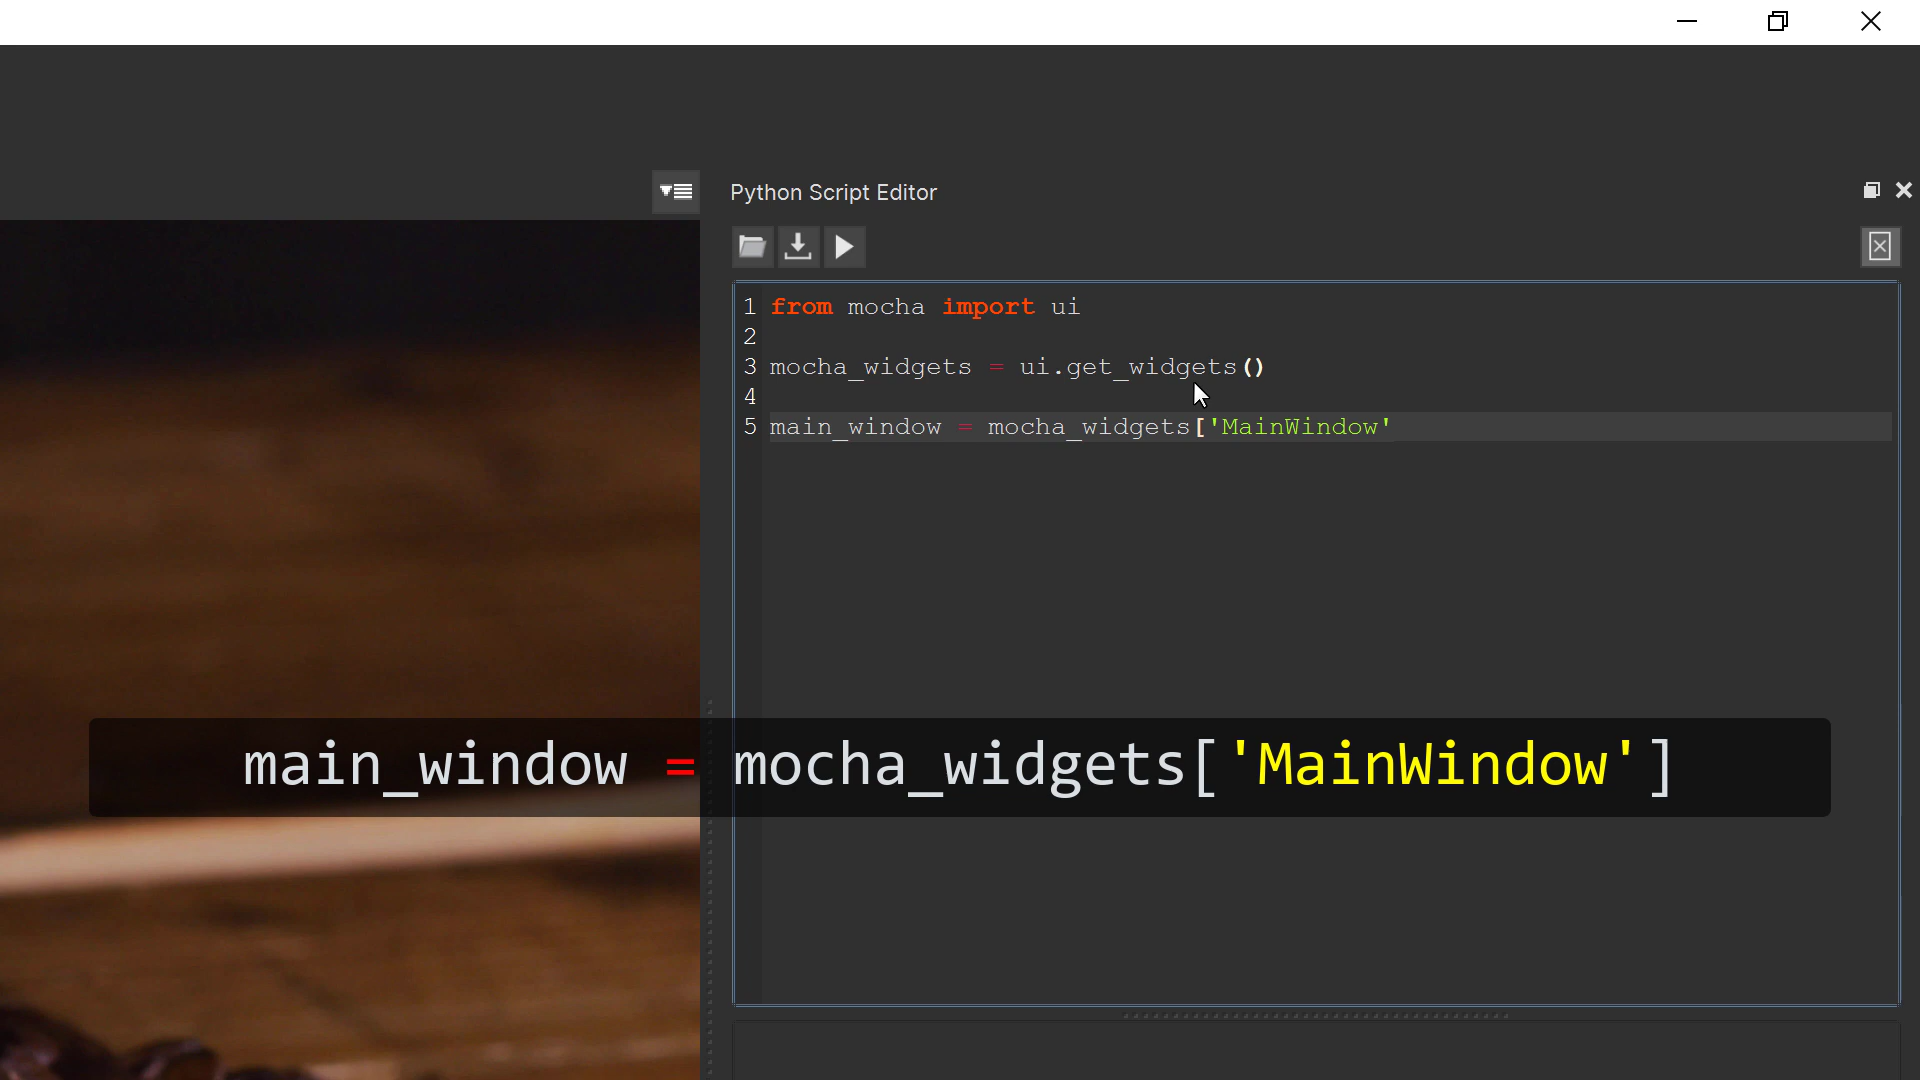 Python Script Editor
1 from mocha import ui
2
3 mocha_widgets = ui.get_widgets()
4
5 main_window = mocha_widgets['MainWindow'
main_window = mocha_widgets['MainWindow']